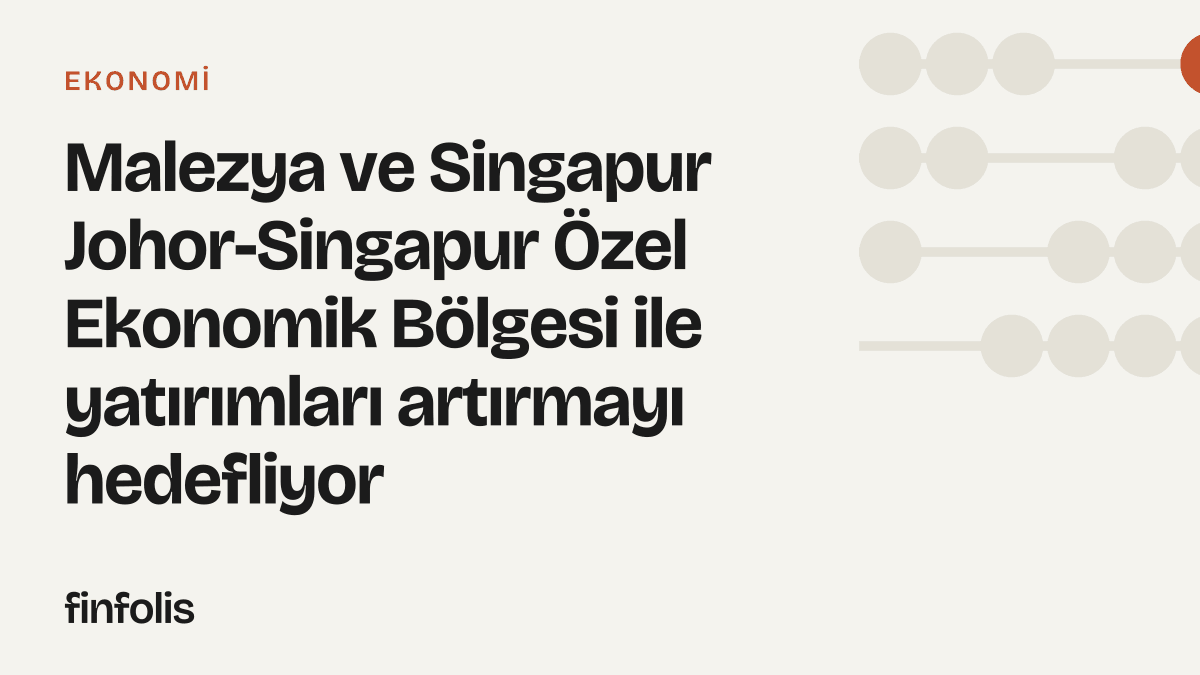 EKONOMİ
Malezya ve Singapur
Johor-Singapur Özel
Ekonomik Bölgesi ile
yatırımları artırmayı
hedefliyor
finfolis